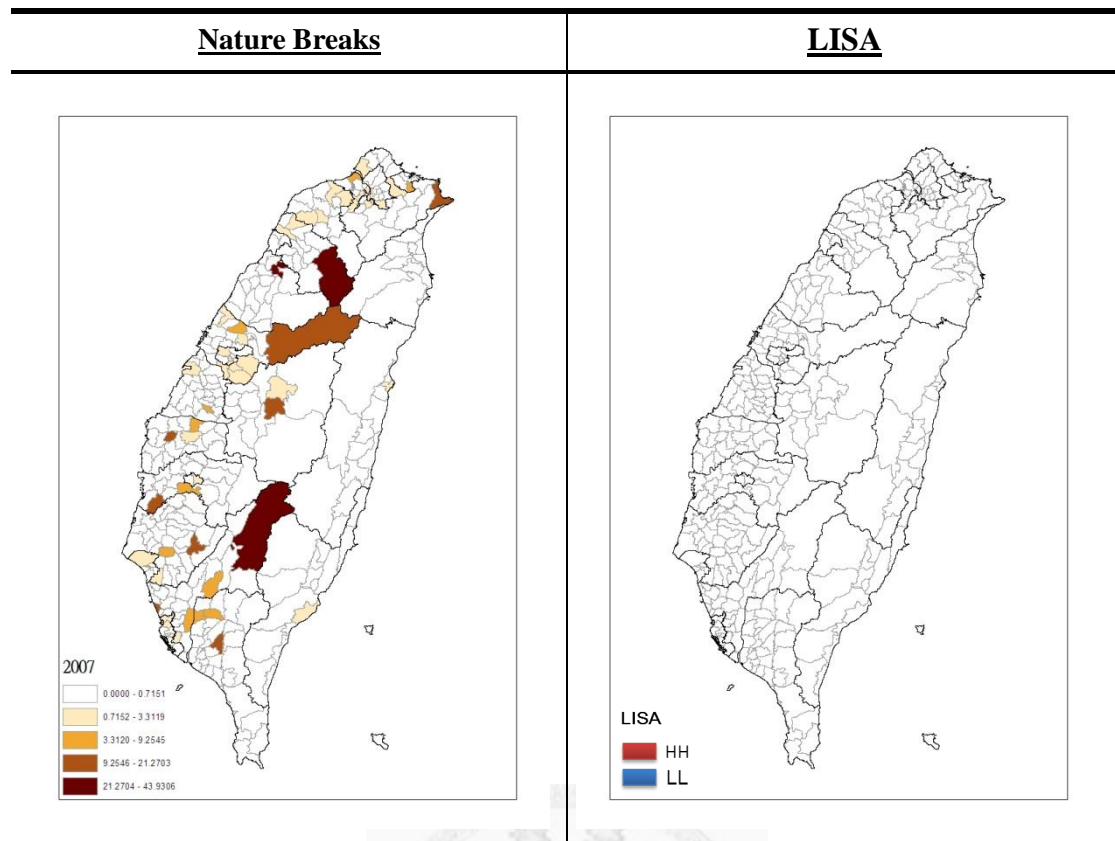 Nature Breaks
LISA
2007
0.0000 - 0.7151
0.7152 - 3.3119
3.3120 - 9.2545
9.2546 - 21.2703
21.2704 - 43.9306
LISA
HH
LL